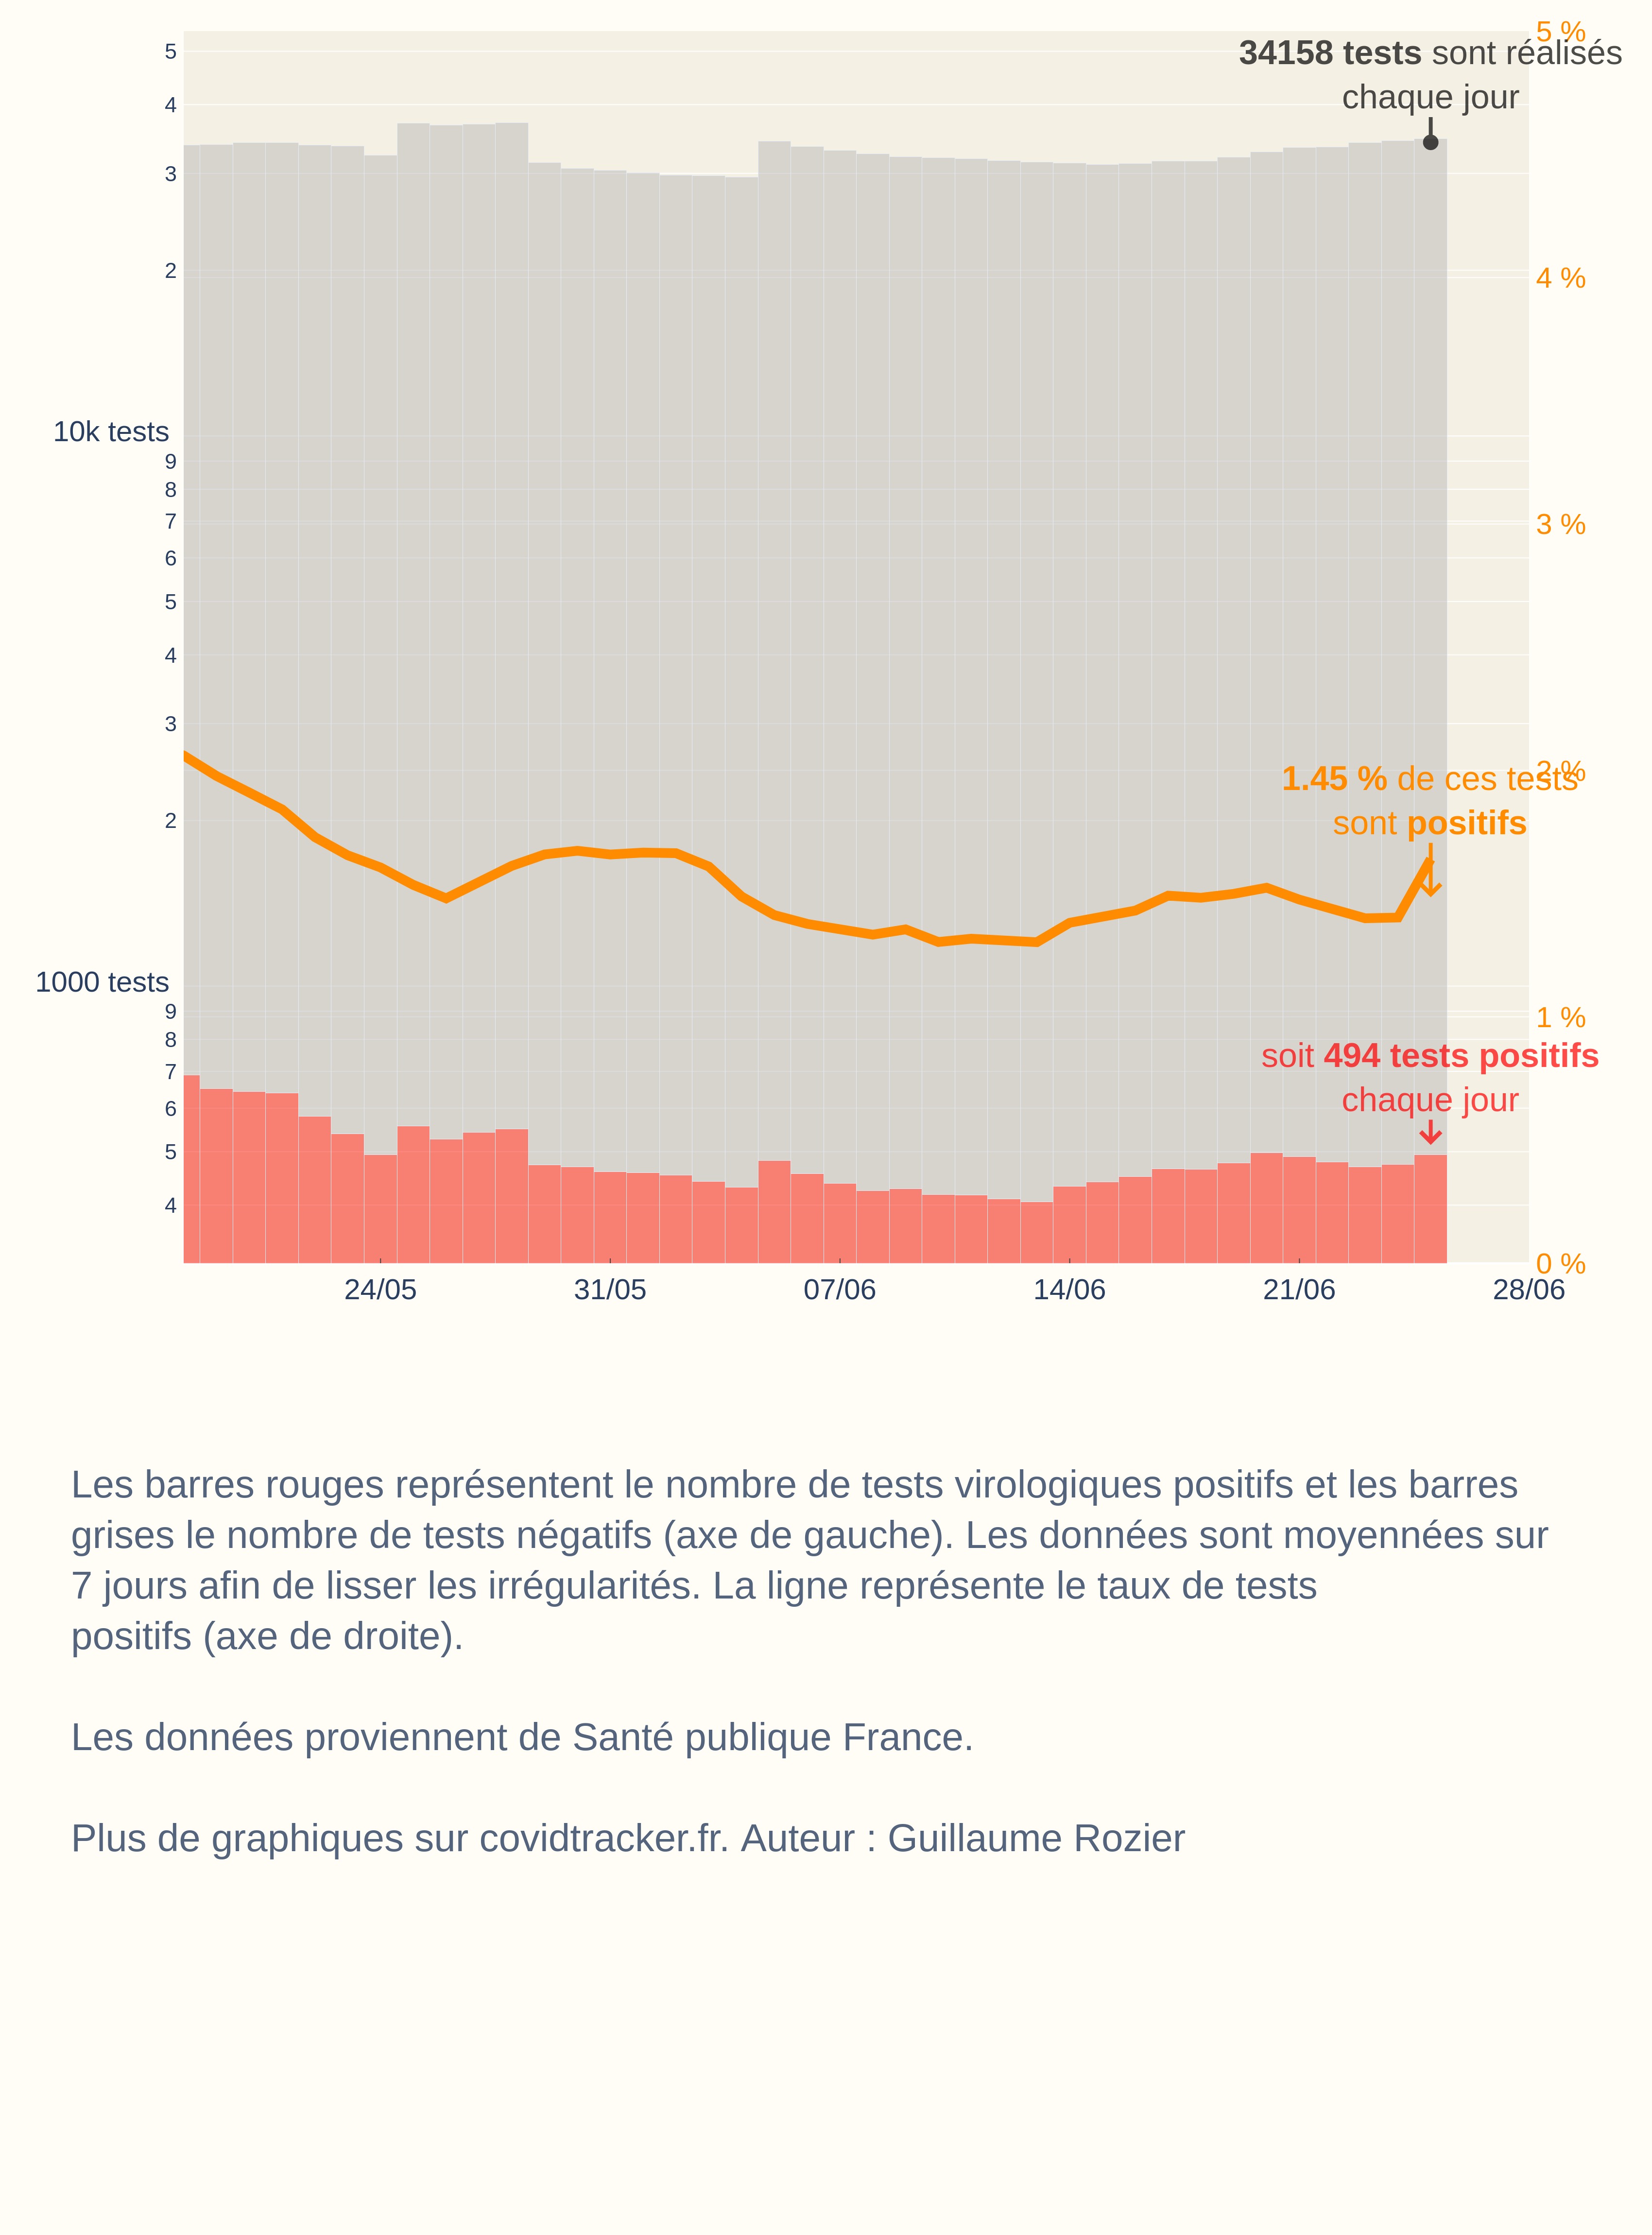 5 %
34158 tests sont réalisés
chaque jour
5
4
3
2
4 %
10k tests
9
8
7
3 %
6
5
4
3
2 %
1.45 % de ces tests
sont positifs
2
1000 tests
9
1 %
8
soit 494 tests positifs
chaque jour
7
6
5
4
0 %
24/05 31/05 07/06 14/06 21/06 28/06
Les barres rouges représentent le nombre de tests virologiques positifs et les barres
grises le nombre de tests négatifs (axe de gauche). Les données sont moyennées sur
7 jours afin de lisser les irrégularités. La ligne représente le taux de tests
positifs (axe de droite).
Les données proviennent de Santé publique France.
Plus de graphiques sur covidtracker.fr. Auteur : Guillaume Rozier